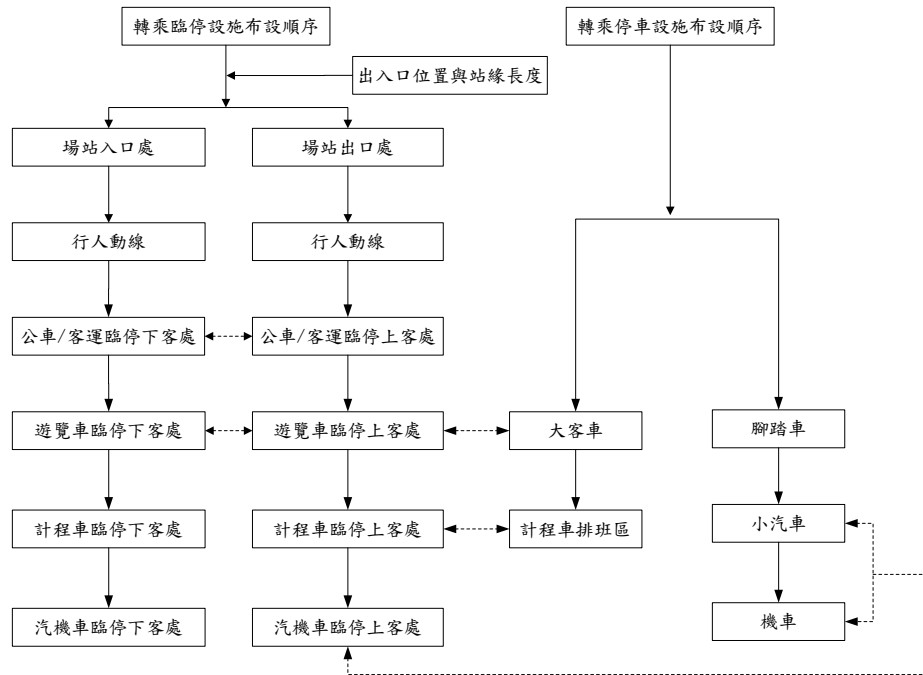 轉乘臨停設施布設順序
轉乘停車設施布設順序
出入口位置與站緣長度
場站入口處
場站出口處
行人動線
行人動線
公車/客運臨停下客處
公車/客運臨停上客處
遊覽車臨停下客處
遊覽車臨停上客處
大客車
腳踏車
計程車臨停下客處
計程車臨停上客處
計程車排班區
小汽車
汽機車臨停下客處
汽機車臨停上客處
機車